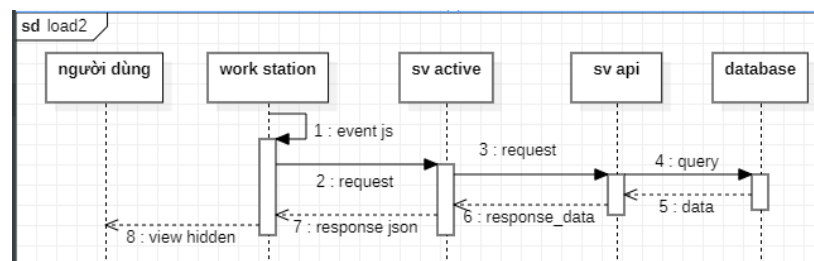 sd load2
người dùng
work station
sv active
sv api
database
1 : event js
2 : request
3 : request
4 : query
5 : data
6 : response_data
7 : response json
8 : view hidden